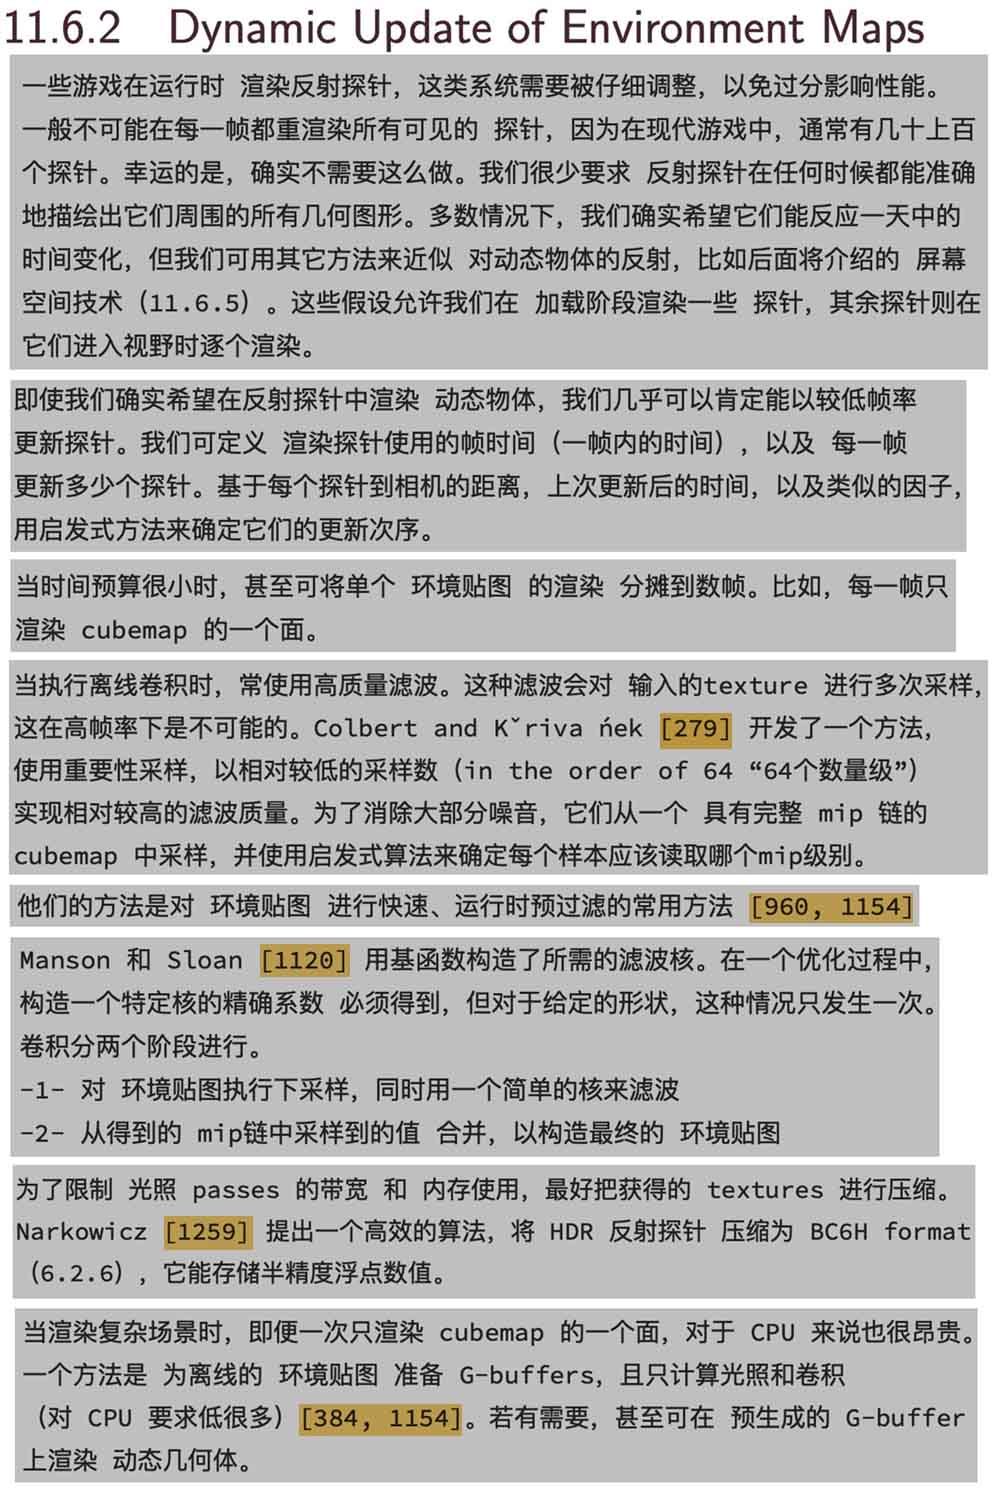 11.6.2 Dynamic Update of Environment Maps
一些游戏在运行时 渲染反射探针，这类系统需要被仔细调整，以免过分影响性能。
一般不可能在每一帧都重渲染所有可见的 探针，因为在现代游戏中，通常有几十上百
个探针。幸运的是，确实不需要这么做。我们很少要求 反射探针在任何时候都能准确
地描绘出它们周围的所有几何图形。多数情况下，我们确实希望它们能反应一天中的
时间变化，但我们可用其它方法来近似 对动态物体的反射，比如后面将介绍的 屏幕
空间技术（11.6.5）。这些假设允许我们在 加载阶段渲染一些 探针，其余探针则在
它们进入视野时逐个渲染。
即使我们确实希望在反射探针中渲染 动态物体，我们几乎可以肯定能以较低帧率
更新探针。我们可定义 渲染探针使用的帧时间（一帧内的时间），以及 每一帧
更新多少个探针。基于每个探针到相机的距离，上次更新后的时间，以及类似的因子，
用启发式方法来确定它们的更新次序。
当时间预算很小时，甚至可将单个 环境贴图 的渲染 分摊到数帧。比如，每一帧只
渲染 cubemap 的一个面。
当执行离线卷积时，常使用高质量滤波。这种滤波会对 输入的texture 进行多次采样，
这在高帧率下是不可能的。Colbert and Kˇriva ńek [279] 开发了一个方法，
使用重要性采样，以相对较低的采样数（in the order of 64 “64个数量级”）
实现相对较高的滤波质量。为了消除大部分噪音，它们从一个 具有完整 mip 链的
cubemap 中采样，并使用启发式算法来确定每个样本应该读取哪个mip级别。
他们的方法是对 环境贴图 进行快速、运行时预过滤的常用方法 [960, 1154]
Manson 和 Sloan [1120] 用基函数构造了所需的滤波核。在一个优化过程中，
构造一个特定核的精确系数 必须得到，但对于给定的形状，这种情况只发生一次。
卷积分两个阶段进行。
-1- 对 环境贴图执行下采样，同时用一个简单的核来滤波
-2- 从得到的 mip链中采样到的值 合并，以构造最终的 环境贴图
为了限制 光照 passes 的带宽 和 内存使用，最好把获得的 textures 进行压缩。
Narkowicz [1259] 提出一个高效的算法，将 HDR 反射探针 压缩为 BC6H format
（6.2.6），它能存储半精度浮点数值。
当渲染复杂场景时，即便一次只渲染 cubemap 的一个面，对于 CPU 来说也很昂贵。
一个方法是 为离线的 环境贴图 准备 G-buffers，且只计算光照和卷积
（对 CPU 要求低很多）[384, 1154]。若有需要，甚至可在 预生成的 G-buffer
上渲染 动态几何体。